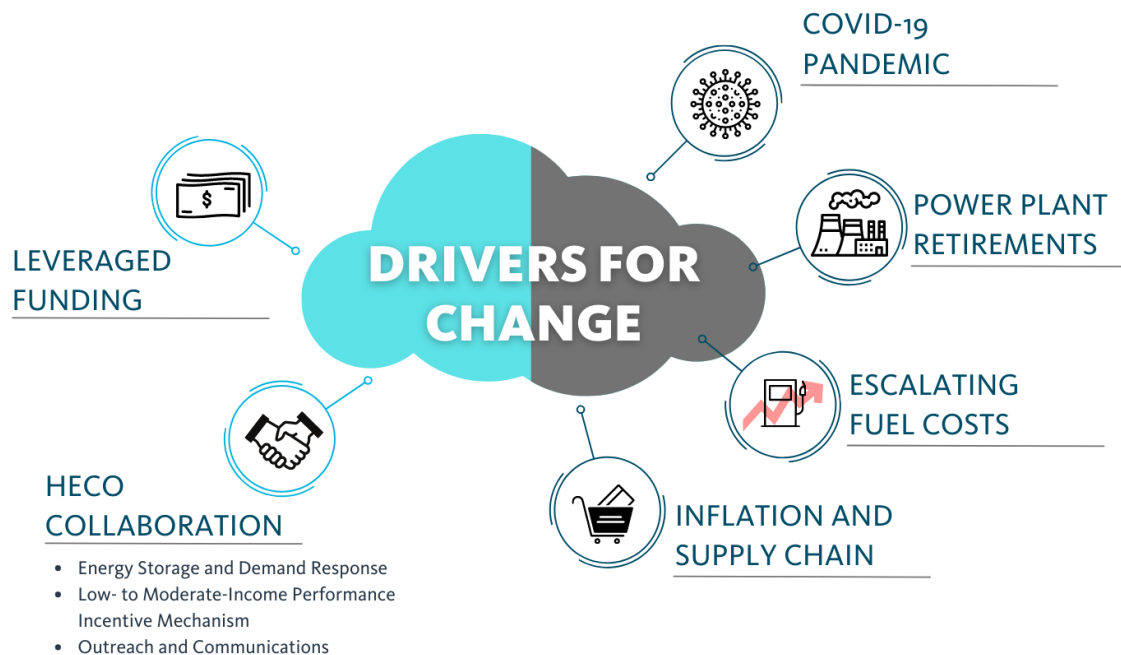 COVID-19
PANDEMIC
POWER PLANT
RETIREMENTS
LEVERAGED
FUNDING
$
DRIVERS FOR
CHANGE
ESCALATING
FUEL COSTS
HECO
COLLABORATION
• Energy Storage and Demand Response
• Low- to Moderate-Income Performance
Incentive Mechanism
• Outreach and Communications
INFLATION AND
SUPPLY CHAIN